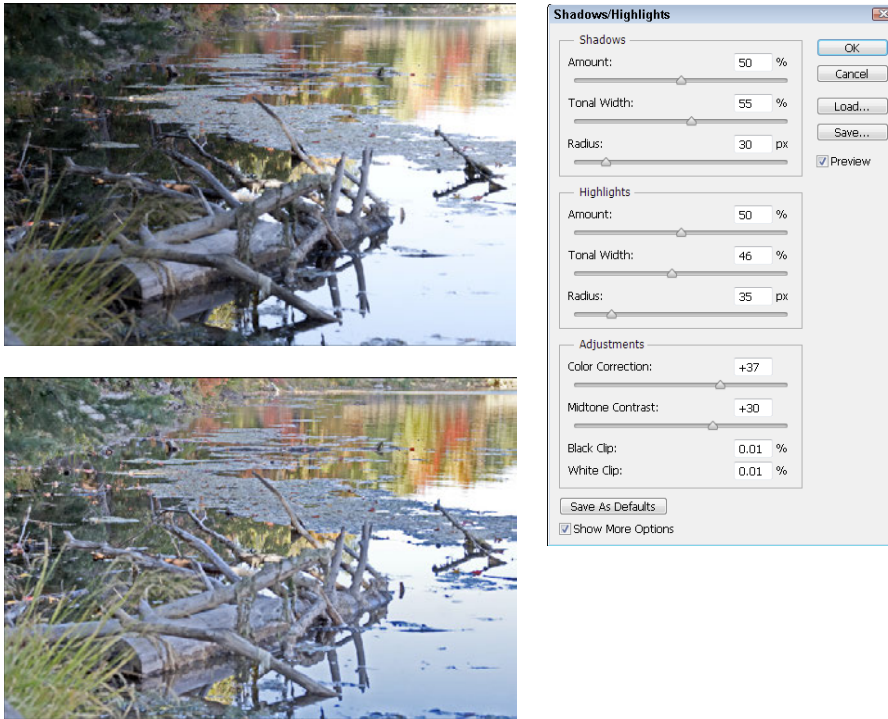 Shadows/Highlights
Shadows
Amount: 50 %
Tonal Width: 55 %
Radius: 30 px
Highlights
Amount: 50 %
Tonal Width: 46 %
Radius: 35 px
Adjustments
Color Correction: +37
Midtone Contrast: +30
Black Clip: 0.01 %
White Clip: 0.01 %
Save As Defaults
Show More Options
OK
Cancel
Load...
Save...
Preview